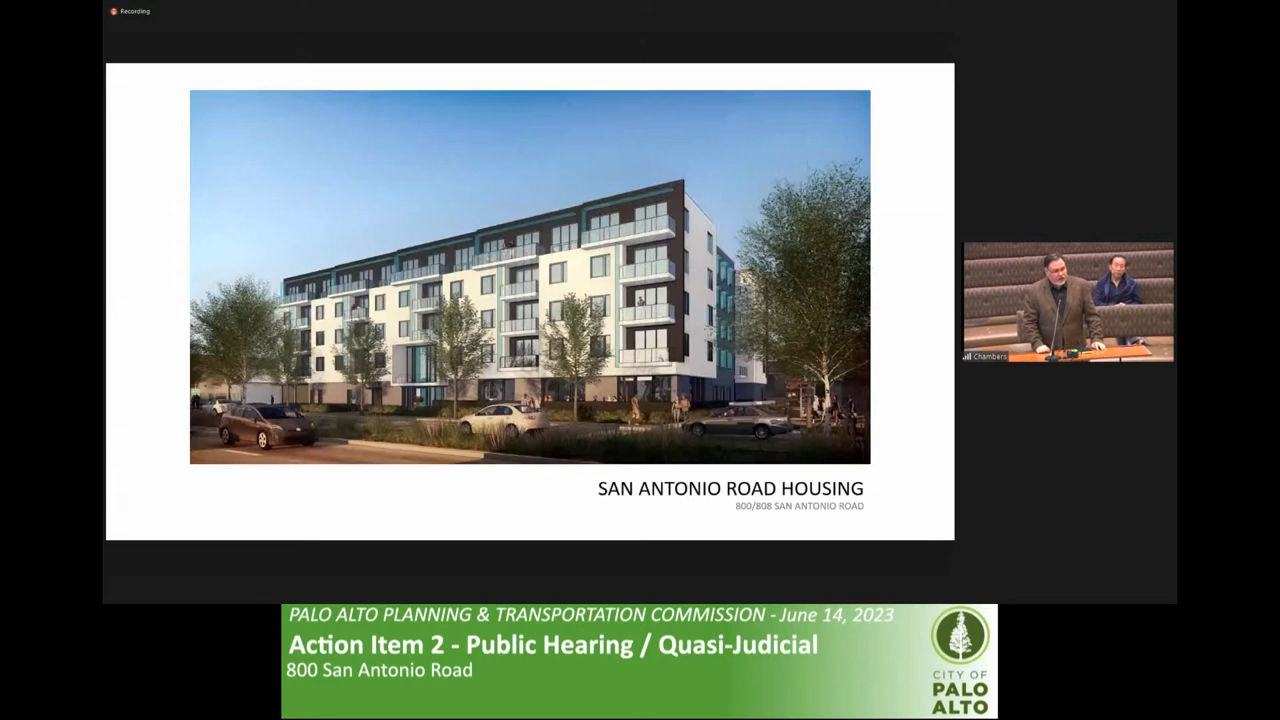 Recording
SAN ANTONIO ROAD HOUSING
800/808 SAN ANTONIO ROAD
Chambers
PALO ALTO PLANNING & TRANSPORTATION COMMISSION - June 14, 2023
Action Item 2 - Public Hearing / Quasi-Judicial
800 San Antonio Road
CITY OF
PALO
ALTO